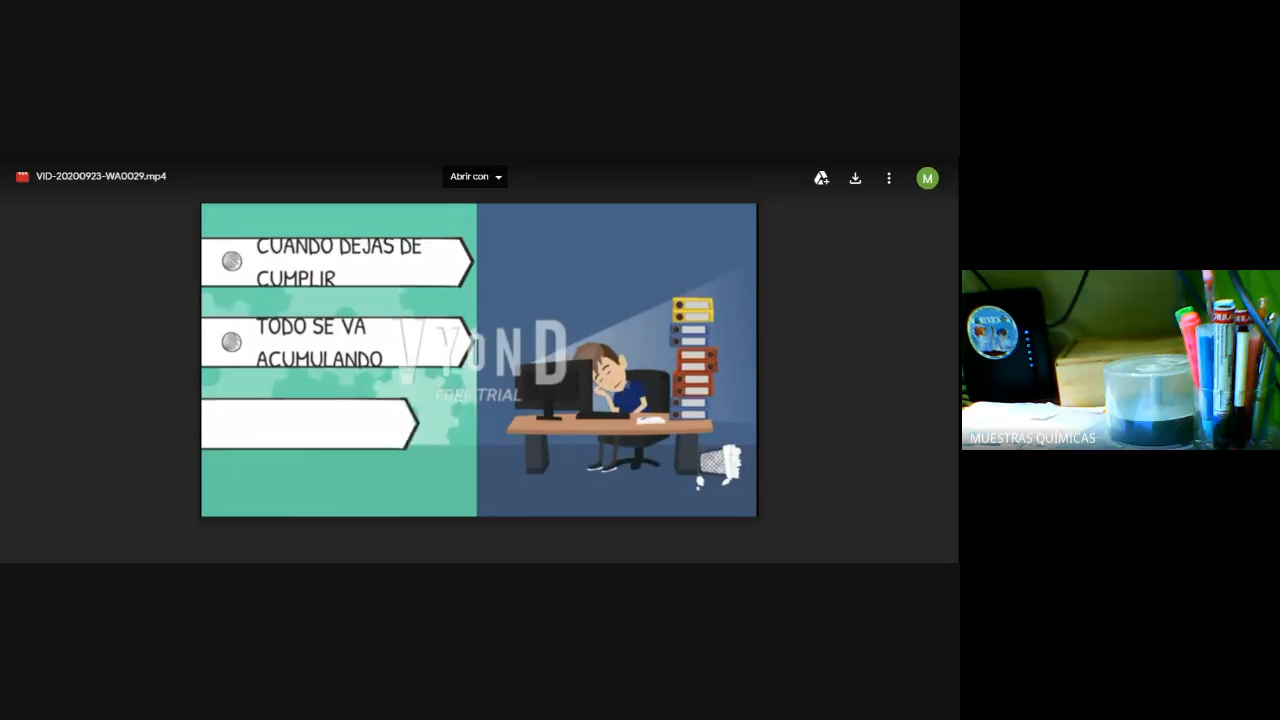 VID-20200923-WA0029.mp4
Abrir con
M
CUANDO DEJAS DE
CUMPLIR
TODO SE VA
ACUMULANDO
VYOND
FREE TRIAL
MUESTRAS QUÍMICAS